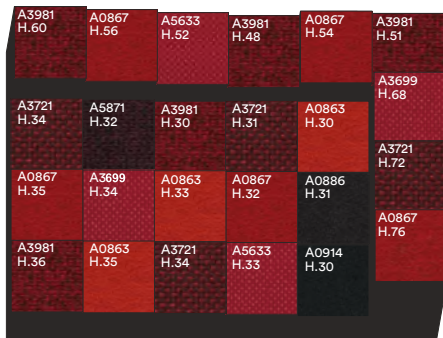 A3981
H.60
A0867
H.56
A5633
H.52
A3981
H.48
A0867
H.54
A3981
H.51
A3699
H.68
A3721
H.34
A5871
H.32
A3981
H.30
A3721
H.31
A0863
H.30
A3721
H.72
A0867
H.35
A3699
H.34
A0863
H.33
A0867
H.32
A0886
H.31
A0867
H.76
A3981
H.36
A0863
H.35
A3721
H.34
A5633
H.33
A0914
H.30